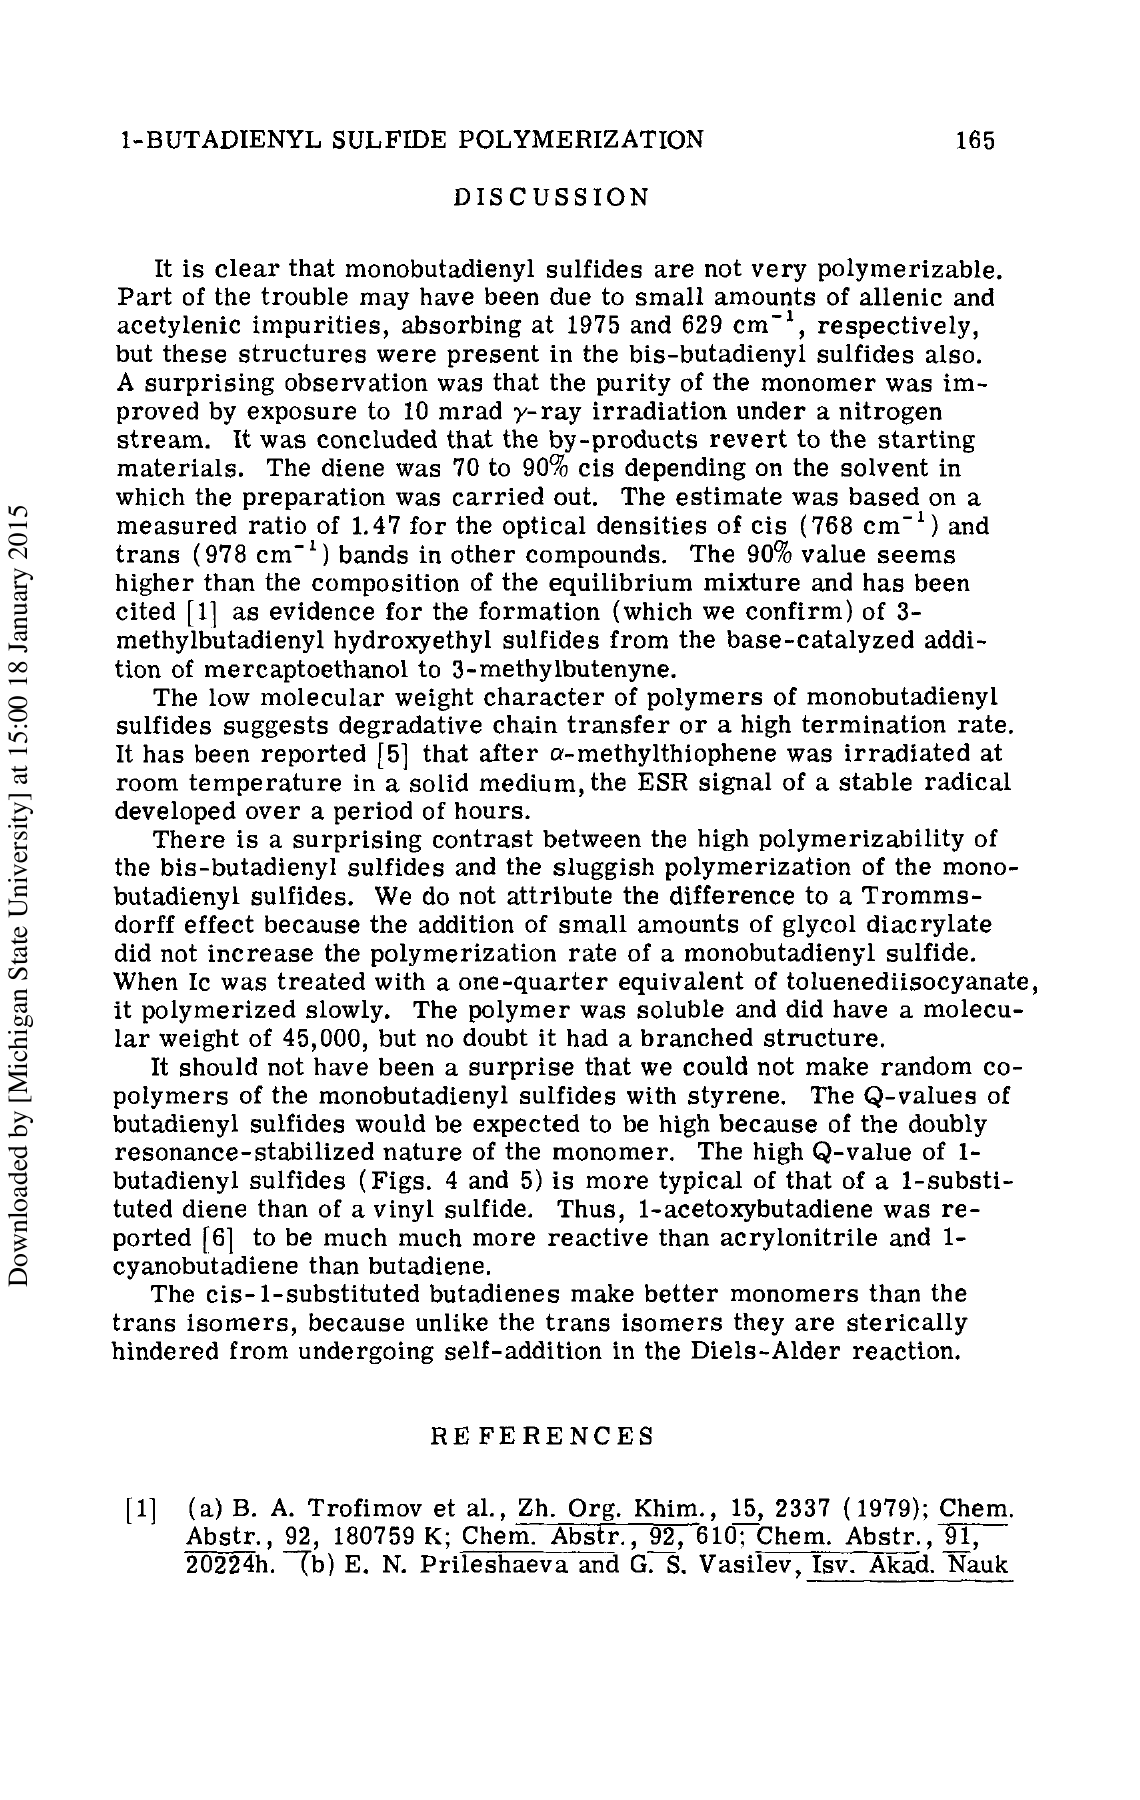 1-BUTADIENYL SULFIDE POLYMERIZATION 165
DISCUSSION
It is clear that monobutadienyl sulfides are not very polymerizable.
Part of the trouble may have been due to small amounts of allenic and
acetylenic impurities, absorbing at 1975 and 629 cm⁻¹, respectively,
but these structures were present in the bis-butadienyl sulfides also.
A surprising observation was that the purity of the monomer was im-
proved by exposure to 10 mrad γ-ray irradiation under a nitrogen
stream. It was concluded that the by-products revert to the starting
materials. The diene was 70 to 90% cis depending on the solvent in
which the preparation was carried out. The estimate was based on a
measured ratio of 1.47 for the optical densities of cis (768 cm⁻¹) and
trans (978 cm⁻¹) bands in other compounds. The 90% value seems
higher than the composition of the equilibrium mixture and has been
cited [1] as evidence for the formation (which we confirm) of 3-
methylbutadienyl hydroxyethyl sulfides from the base-catalyzed addi-
tion of mercaptoethanol to 3-methylbutenyne.
The low molecular weight character of polymers of monobutadienyl
sulfides suggests degradative chain transfer or a high termination rate.
It has been reported [5] that after α-methylthiophene was irradiated at
room temperature in a solid medium, the ESR signal of a stable radical
developed over a period of hours.
There is a surprising contrast between the high polymerizability of
the bis-butadienyl sulfides and the sluggish polymerization of the mono-
butadienyl sulfides. We do not attribute the difference to a Tromms-
dorff effect because the addition of small amounts of glycol diacrylate
did not increase the polymerization rate of a monobutadienyl sulfide.
When Ic was treated with a one-quarter equivalent of toluenediisocyanate,
it polymerized slowly. The polymer was soluble and did have a molecu-
lar weight of 45,000, but no doubt it had a branched structure.
It should not have been a surprise that we could not make random co-
polymers of the monobutadienyl sulfides with styrene. The Q-values of
butadienyl sulfides would be expected to be high because of the doubly
resonance-stabilized nature of the monomer. The high Q-value of 1-
butadienyl sulfides (Figs. 4 and 5) is more typical of that of a 1-substi-
tuted diene than of a vinyl sulfide. Thus, 1-acetoxybutadiene was re-
ported [6] to be much much more reactive than acrylonitrile and 1-
cyanobutadiene than butadiene.
The cis-1-substituted butadienes make better monomers than the
trans isomers, because unlike the trans isomers they are sterically
hindered from undergoing self-addition in the Diels-Alder reaction.
REFERENCES
[1] (a) B. A. Trofimov et al., Zh. Org. Khim., 15, 2337 (1979); Chem.
Abstr., 92, 180759 K; Chem. Abstr., 92, 610; Chem. Abstr., 91,
20224h. (b) E. N. Prileshaeva and G. S. Vasilev, Isv. Akad. Nauk
Downloaded by [Michigan State University] at 15:00 18 January 2015